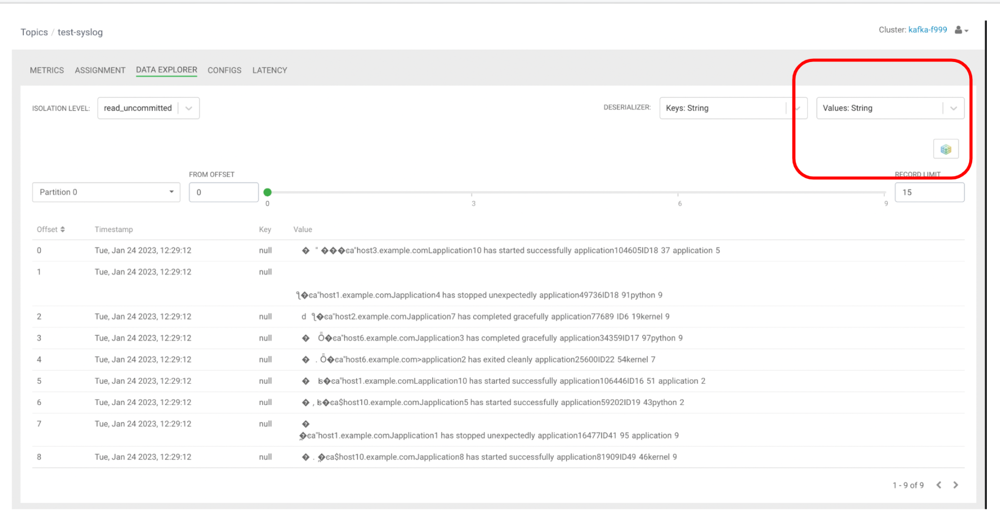 Topics / test-syslog
Cluster: kafka-f999
METRICS ASSIGNMENT DATA EXPLORER CONFIGS LATENCY
ISOLATION LEVEL: read_uncommitted DESERIALIZER: Keys: String Values: String
FROM OFFSET RECORD LIMIT
Partition 0 0 15
0 3 6 9
Offset Timestamp Key Value
0 Tue, Jan 24 2023, 12:29:12 null � " ���ca"host3.example.comLapplication10 has started successfully application104605ID18 37 application 5
1 Tue, Jan 24 2023, 12:29:12 null
�ca"host1.example.comJapplication4 has stopped unexpectedly application49736ID18 91python 9
2 Tue, Jan 24 2023, 12:29:12 null d �ca"host2.example.comJapplication7 has completed gracefully application77689 ID6 19kernel 9
3 Tue, Jan 24 2023, 12:29:12 null � Ȫ�ca"host6.example.comJapplication3 has completed gracefully application34359ID17 97python 9
4 Tue, Jan 24 2023, 12:29:12 null � . Ȫ�ca"host6.example.com>application2 has exited cleanly application25600ID22 54kernel 7
5 Tue, Jan 24 2023, 12:29:12 null � �ca"host1.example.comLapplication10 has started successfully application106446ID16 51 application 2
6 Tue, Jan 24 2023, 12:29:12 null � , �ca$host10.example.comJapplication5 has started successfully application59202ID19 43python 2
7 Tue, Jan 24 2023, 12:29:12 null �
�ca"host1.example.comJapplication1 has stopped unexpectedly application16477ID41 95 application 9
8 Tue, Jan 24 2023, 12:29:12 null � . �ca$host10.example.comJapplication8 has started successfully application81909ID49 46kernel 9
1 - 9 of 9